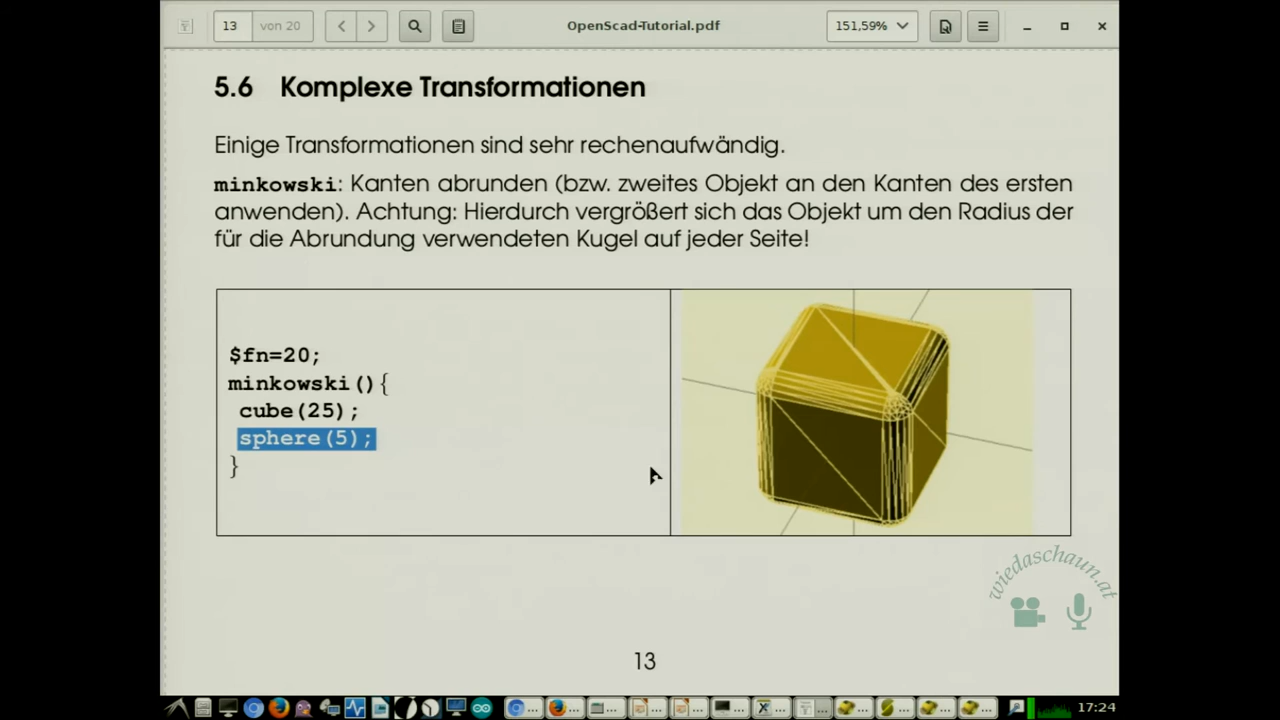 13
von 20
OpenScad-Tutorial.pdf
151,59%
5.6 Komplexe Transformationen
Einige Transformationen sind sehr rechenaufwändig.
minkowski: Kanten abrunden (bzw. zweites Objekt an den Kanten des ersten
anwenden). Achtung: Hierdurch vergrößert sich das Objekt um den Radius der
für die Abrundung verwendeten Kugel auf jeder Seite!
$fn=20;
minkowski(){
cube(25);
sphere(5);
}
wiedaschaun.at
13
17:24